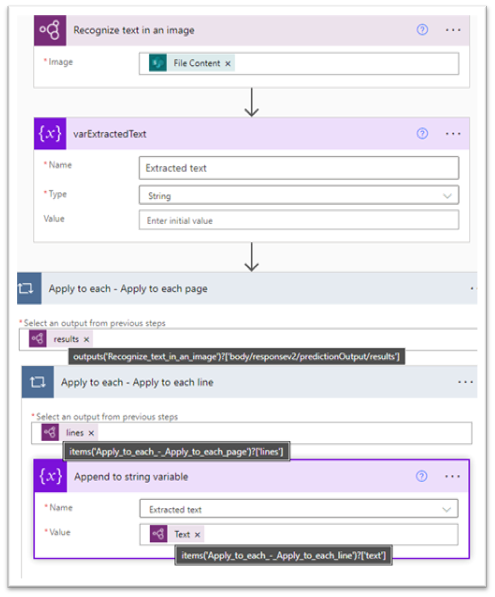 Recognize text in an image
* Image
File Content ×
{x} varExtractedText
* Name
Extracted text
* Type
String
Value
Enter initial value
Apply to each - Apply to each page
* Select an output from previous steps
results ×
outputs('Recognize_text_in_an_image')?['body/responsev2/predictionOutput/results']
Apply to each - Apply to each line
* Select an output from previous steps
lines ×
items('Apply_to_each_-_Apply_to_each_page')?['lines']
{x} Append to string variable
* Name
Extracted text
* Value
Text ×
items('Apply_to_each_-_Apply_to_each_line')?['text']